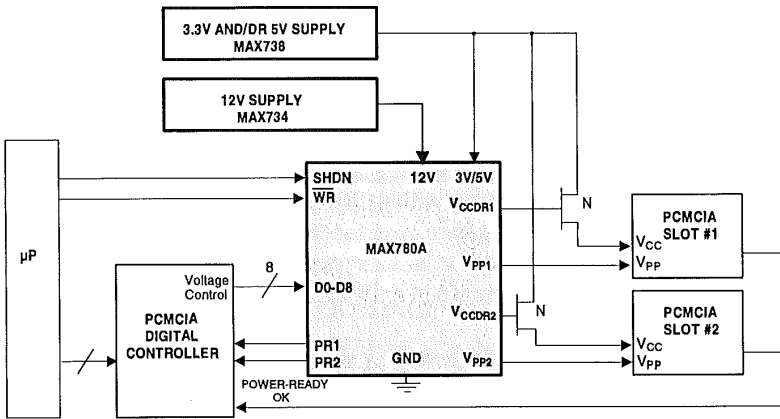 3.3V AND/DR 5V SUPPLY
MAX738
12V SUPPLY
MAX734
SHDN
12V
3V/5V
WR
VCCDR1
N
PCMCIA
SLOT #1
µP
MAX780A
VCC
VPP1
VPP
Voltage
Control
8
D0-D8
PCMCIA
DIGITAL
CONTROLLER
VCCDR2
N
PCMCIA
SLOT #2
PR1
VCC
PR2
GND
VPP2
VPP
POWER-READY
OK